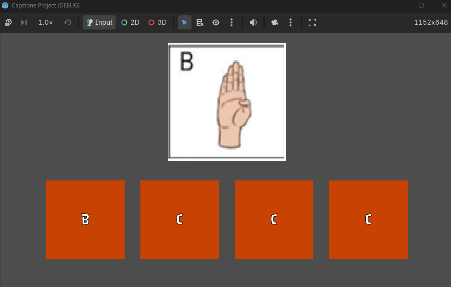 Capstone Project (DEBUG)
1.0× Input 2D 3D 1152x648
B
B C C C